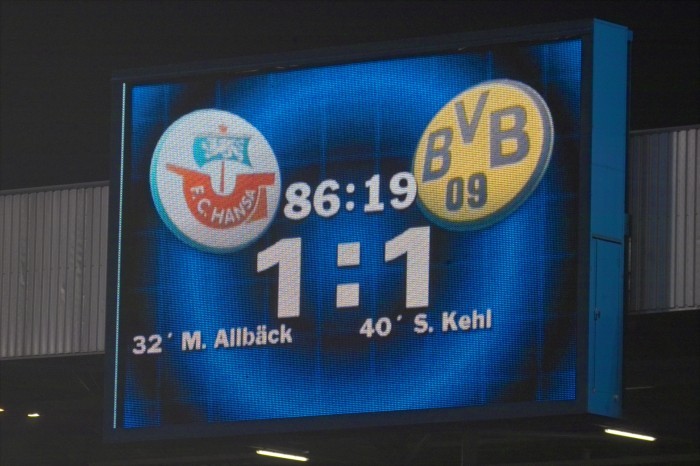 F.C. HANSA
BVB
09
86:19
1:1
32´ M. Allbäck
40´ S. Kehl